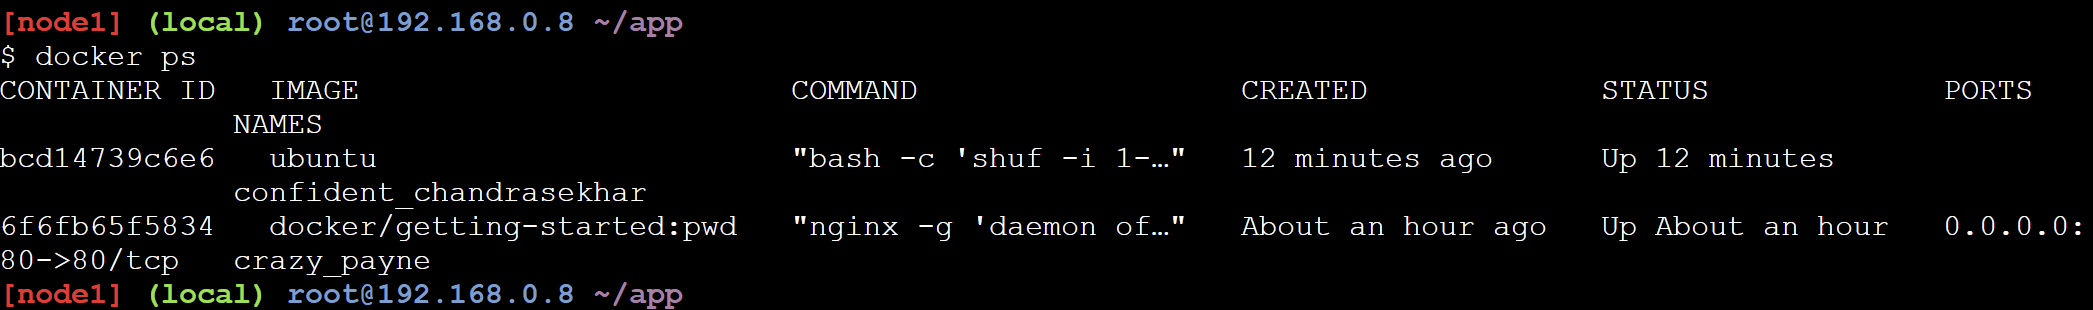 [node1] (local) root@192.168.0.8 ~/app
$ docker ps
CONTAINER ID   IMAGE                        COMMAND                  CREATED             STATUS             PORTS
             NAMES
bcd14739c6e6   ubuntu                       "bash -c 'shuf -i 1-…"   12 minutes ago      Up 12 minutes
             confident_chandrasekhar
6f6fb65f5834   docker/getting-started:pwd   "nginx -g 'daemon of…"   About an hour ago   Up About an hour   0.0.0.0:
80->80/tcp   crazy_payne
[node1] (local) root@192.168.0.8 ~/app